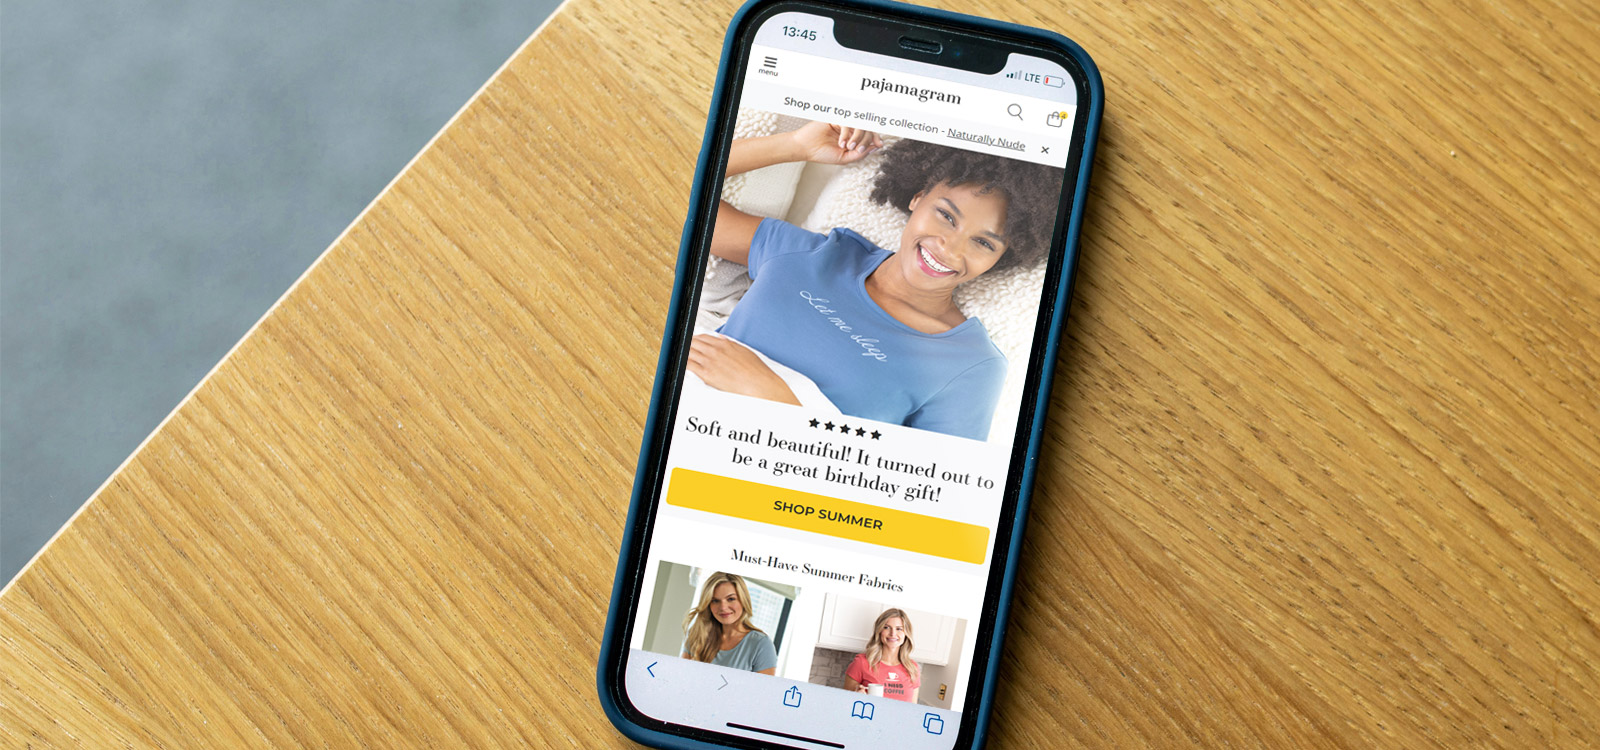 13:45
LTE
menu
pajamagram
4
Shop our top selling collection - Naturally Nude
Let me sleep
Soft and beautiful! It turned out to
be a great birthday gift!
SHOP SUMMER
Must-Have Summer Fabrics
NEED
COFFEE